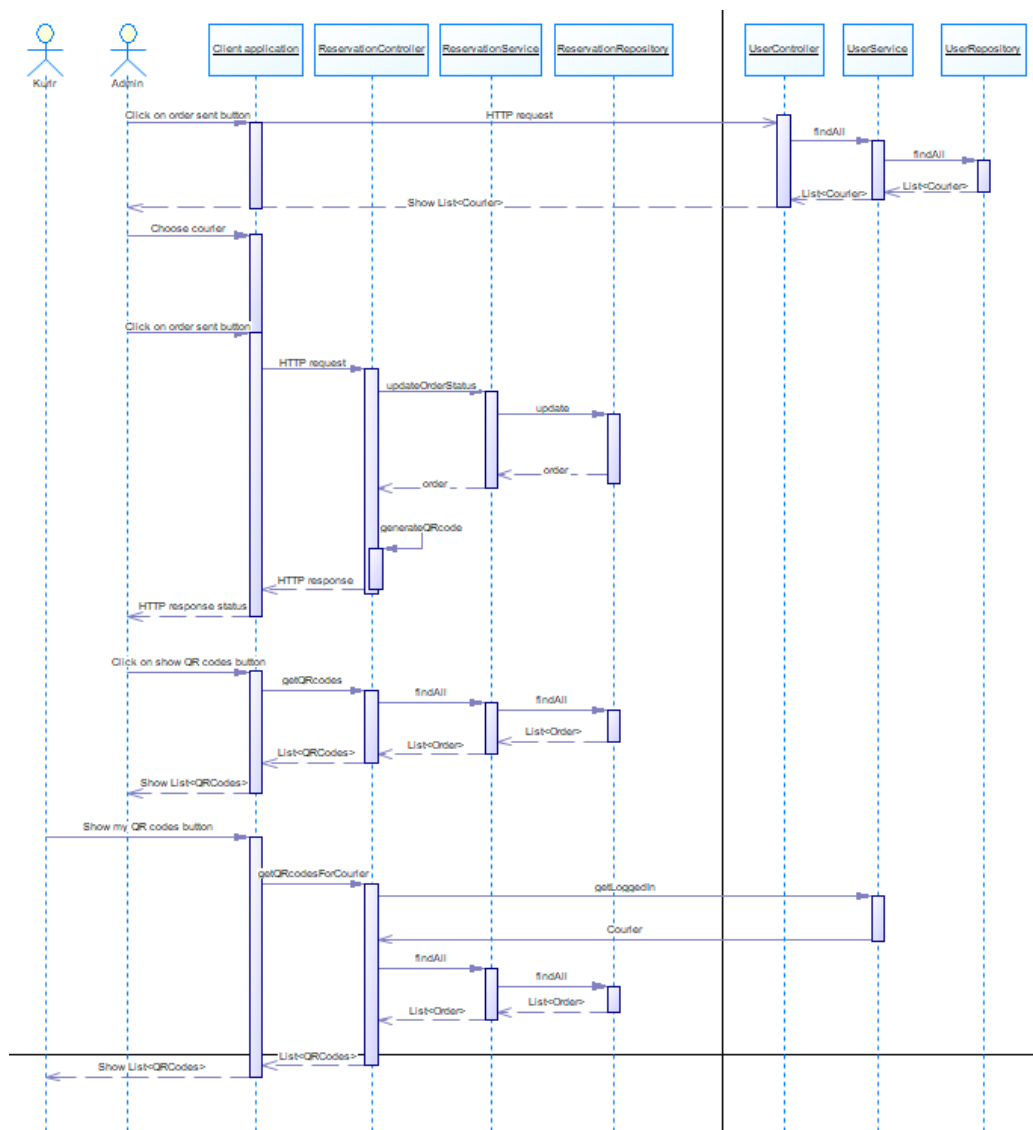 Client application
ReservationController
ReservationService
ReservationRepository
UserController
UserService
UserRepository
Kurir
Admin
Click on order sent button
HTTP request
findAll
findAll
List<Courier>
List<Courier>
Show List<Courier>
Choose courier
Click on order sent button
HTTP request
updateOrderStatus
update
order
order
generateQRcode
HTTP response
HTTP response status
Click on show QR codes button
getQRcodes
findAll
findAll
List<Order>
List<Order>
List<QRCodes>
Show List<QRCodes>
Show my QR codes button
getQRcodesForCourier
getLoggedIn
Courier
findAll
findAll
List<Order>
List<Order>
List<QRCodes>
Show List<QRCodes>